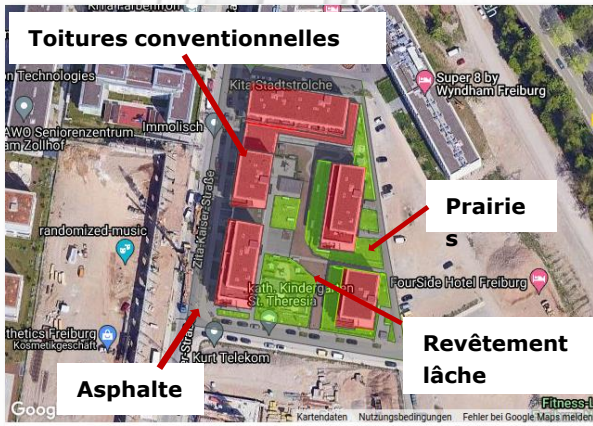 Toitures conventionnelles
Kita Stadtstrolche
Super 8 by
Wyndham Freiburg
on Technologies
Immolisch
AWO Seniorenzentrum
am Zollhof
Zita-Kaiser-Straße
Prairie
s
randomized-music
FourSide Hotel Freiburg
kath. Kindergarten
St. Theresia
thetics Freiburg
Kosmetikgeschäft
Kurt Telekom
Revêtement
lâche
Asphalte
Fitness-L
Goog
Kartendaten Nutzungsbedingungen Fehler bei Google Maps melden